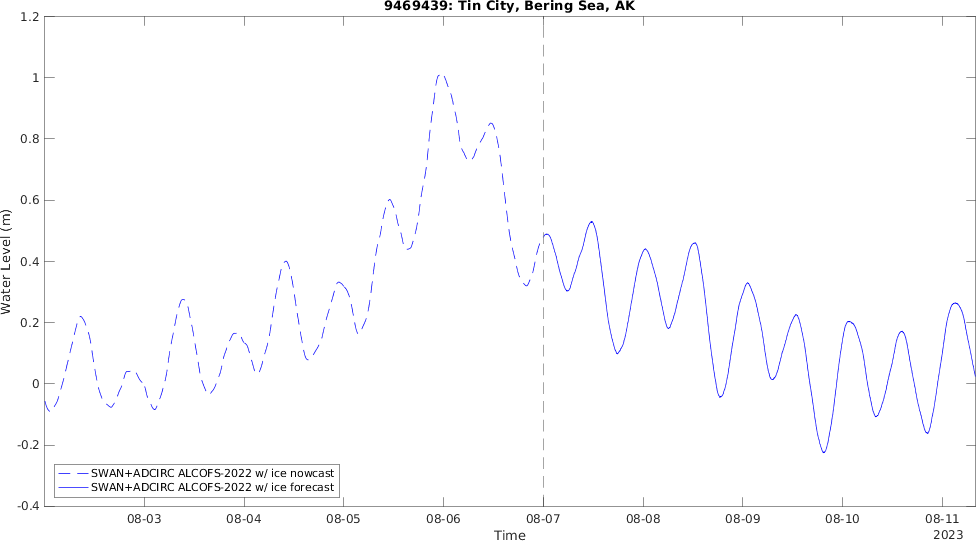 9469439: Tin City, Bering Sea, AK
1.2
1
0.8
0.6
0.4
0.2
0
-0.2
-0.4
Water Level (m)
SWAN+ADCIRC ALCOFS-2022 w/ ice nowcast
SWAN+ADCIRC ALCOFS-2022 w/ ice forecast
08-03 08-04 08-05 08-06 08-07 08-08 08-09 08-10 08-11
Time
2023